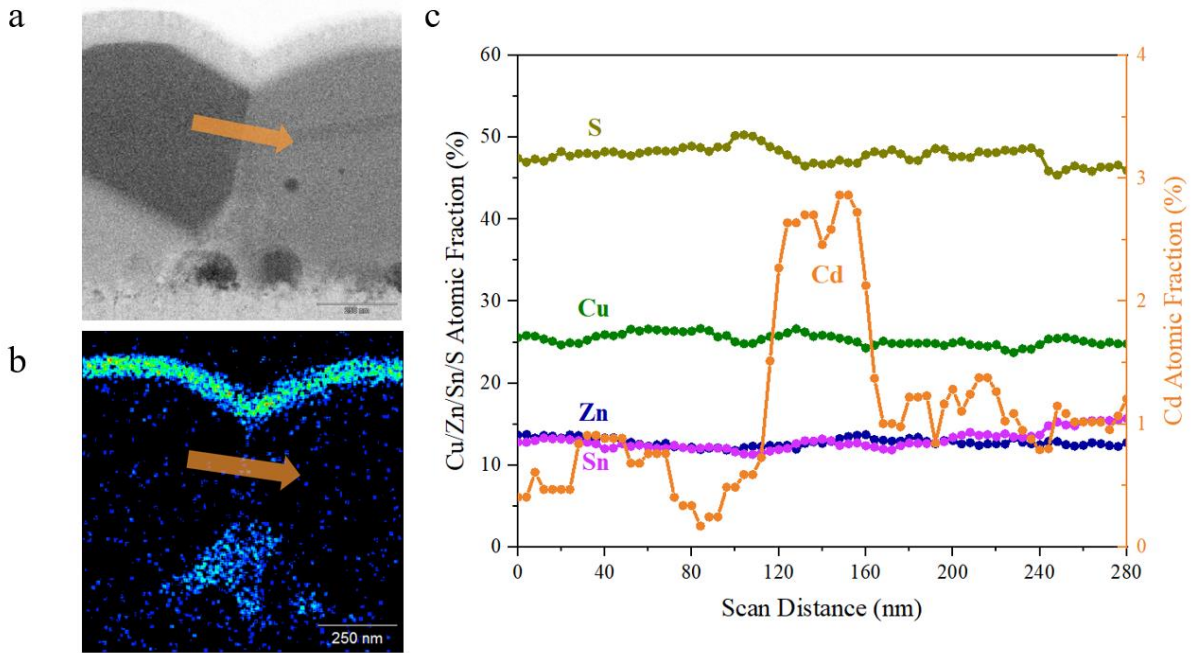 a
b
250 nm
c
60
50
40
30
20
10
0
Cu/Zn/Sn/S Atomic Fraction (%)
S
Cd
Cu
Zn
Sn
4
3
2
1
0
Cd Atomic Fraction (%)
0 40 80 120 160 200 240 280
Scan Distance (nm)